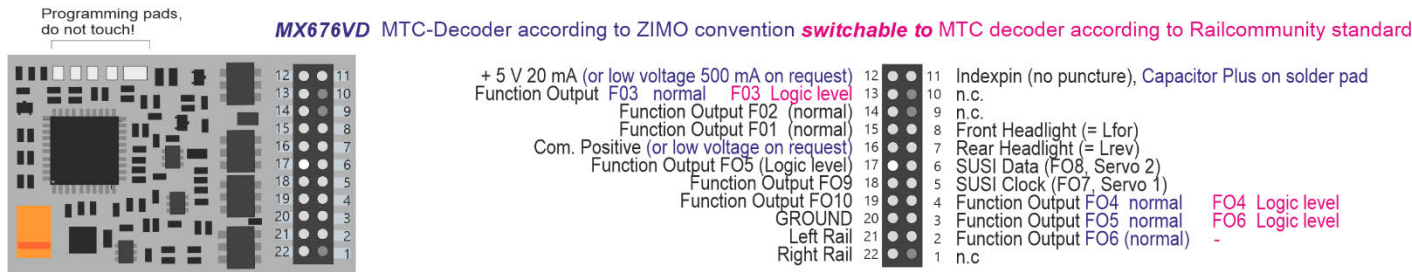 Programming pads,
do not touch!
MX676VD MTC-Decoder according to ZIMO convention switchable to MTC decoder according to Railcommunity standard
12 11
13 10
14 9
15 8
16 7
17 6
18 5
19 4
20 3
21 2
22 1
+ 5 V 20 mA (or low voltage 500 mA on request) 12 11 Indexpin (no puncture), Capacitor Plus on solder pad
Function Output F03 normal F03 Logic level 13 10 n.c.
Function Output F02 (normal) 14 9 n.c.
Function Output F01 (normal) 15 8 Front Headlight (= Lfor)
Com. Positive (or low voltage on request) 16 7 Rear Headlight (= Lrev)
Function Output FO5 (Logic level) 17 6 SUSI Data (FO8, Servo 2)
Function Output FO9 18 5 SUSI Clock (FO7, Servo 1)
Function Output FO10 19 4 Function Output FO4 normal FO4 Logic level
GROUND 20 3 Function Output FO5 normal FO6 Logic level
Left Rail 21 2 Function Output FO6 (normal) -
Right Rail 22 1 n.c